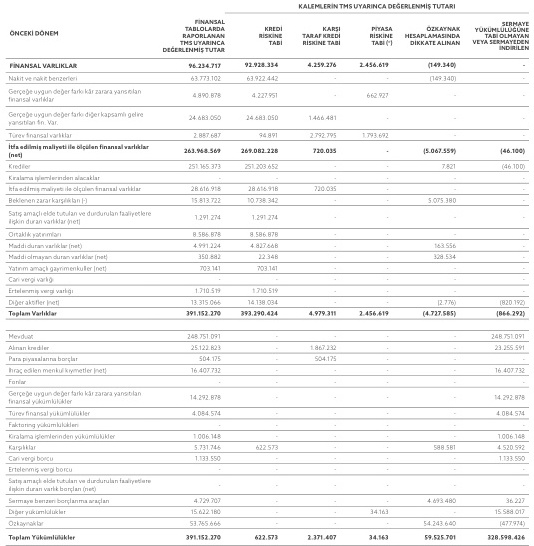 KALEMLERİN TMS UYARINCA DEĞERLENMİŞ TUTARI
ÖNCEKİ DÖNEM FİNANSAL TABLOLARDA RAPORLANAN TMS UYARINCA DEĞERLENMİŞ TUTAR KREDİ RİSKİNE TABİ KARŞI TARAF KREDİ RİSKİNE TABİ PİYASA RİSKİNE TABİ (*) ÖZKAYNAK HESAPLAMASINDA DİKKATE ALINAN SERMAYE YÜKÜMLÜLÜĞÜNE TABİ OLMAYAN VEYA SERMAYEDEN İNDİRİLEN
FİNANSAL VARLIKLAR 96.234.717 92.928.334 4.259.276 2.456.619 (149.340) -
Nakit ve nakit benzerleri 63.773.102 63.922.442 - - (149.340) -
Gerçeğe uygun değer farkı kâr zarara yansıtılan finansal varlıklar 4.890.878 4.227.951 - 662.927 - -
Gerçeğe uygun değer farkı diğer kapsamlı gelire yansıtılan fin. Var. 24.683.050 24.683.050 1.466.481 - - -
Türev finansal varlıklar 2.887.687 94.891 2.792.795 1.793.692 - -
İtfa edilmiş maliyeti ile ölçülen finansal varlıklar (net) 263.968.569 269.082.228 720.035 - (5.067.559) (46.100)
Krediler 251.165.373 251.203.652 - - 7.821 (46.100)
Kiralama işlemlerinden alacaklar - - - - - -
İtfa edilmiş maliyeti ile ölçülen finansal varlıklar 28.616.918 28.616.918 720.035 - - -
Beklenen zarar karşılıkları (-) 15.813.722 10.738.342 - - 5.075.380 -
Satış amaçlı elde tutulan ve durdurulan faaliyetlere ilişkin duran varlıklar (net) 1.291.274 1.291.274 - - - -
Ortaklık yatırımları 8.586.878 8.586.878 - - - -
Maddi duran varlıklar (net) 4.991.224 4.827.668 - - 163.556 -
Maddi olmayan duran varlıklar (net) 350.882 22.348 - - 328.534 -
Yatırım amaçlı gayrimenkuller (net) 703.141 703.141 - - - -
Cari vergi varlığı - - - - - -
Ertelenmiş vergi varlığı 1.710.519 1.710.519 - - - -
Diğer aktifler (net) 13.315.066 14.138.034 - - (2.776) (820.192)
Toplam Varlıklar 391.152.270 393.290.424 4.979.311 2.456.619 (4.727.585) (866.292)
Mevduat 248.751.091 - - - - 248.751.091
Alınan krediler 25.122.823 - 1.867.232 - - 23.255.591
Para piyasalarına borçlar 504.175 - 504.175 - - -
İhraç edilen menkul kıymetler (net) 16.407.732 - - - - 16.407.732
Fonlar - - - - - -
Gerçeğe uygun değer farkı kâr zarara yansıtılan finansal yükümlülükler 14.292.878 - - - - 14.292.878
Türev finansal yükümlülükler 4.084.574 - - - - 4.084.574
Faktoring yükümlülükleri - - - - - -
Kiralama işlemlerinden yükümlülükler 1.006.148 - - - - 1.006.148
Karşılıklar 5.731.746 622.573 - - 588.581 4.520.592
Cari vergi borcu 1.133.550 - - - - 1.133.550
Ertelenmiş vergi borcu - - - - - -
Satış amaçlı elde tutulan ve durdurulan faaliyetlere ilişkin duran varlık borçları (net) - - - - - -
Sermaye benzeri borçlanma araçları 4.729.707 - - - 4.693.480 36.227
Diğer yükümlülükler 15.622.180 - - 34.163 - 15.588.017
Özkaynaklar 53.765.666 - - - 54.243.640 (477.974)
Toplam Yükümlülükler 391.152.270 622.573 2.371.407 34.163 59.525.701 328.598.426